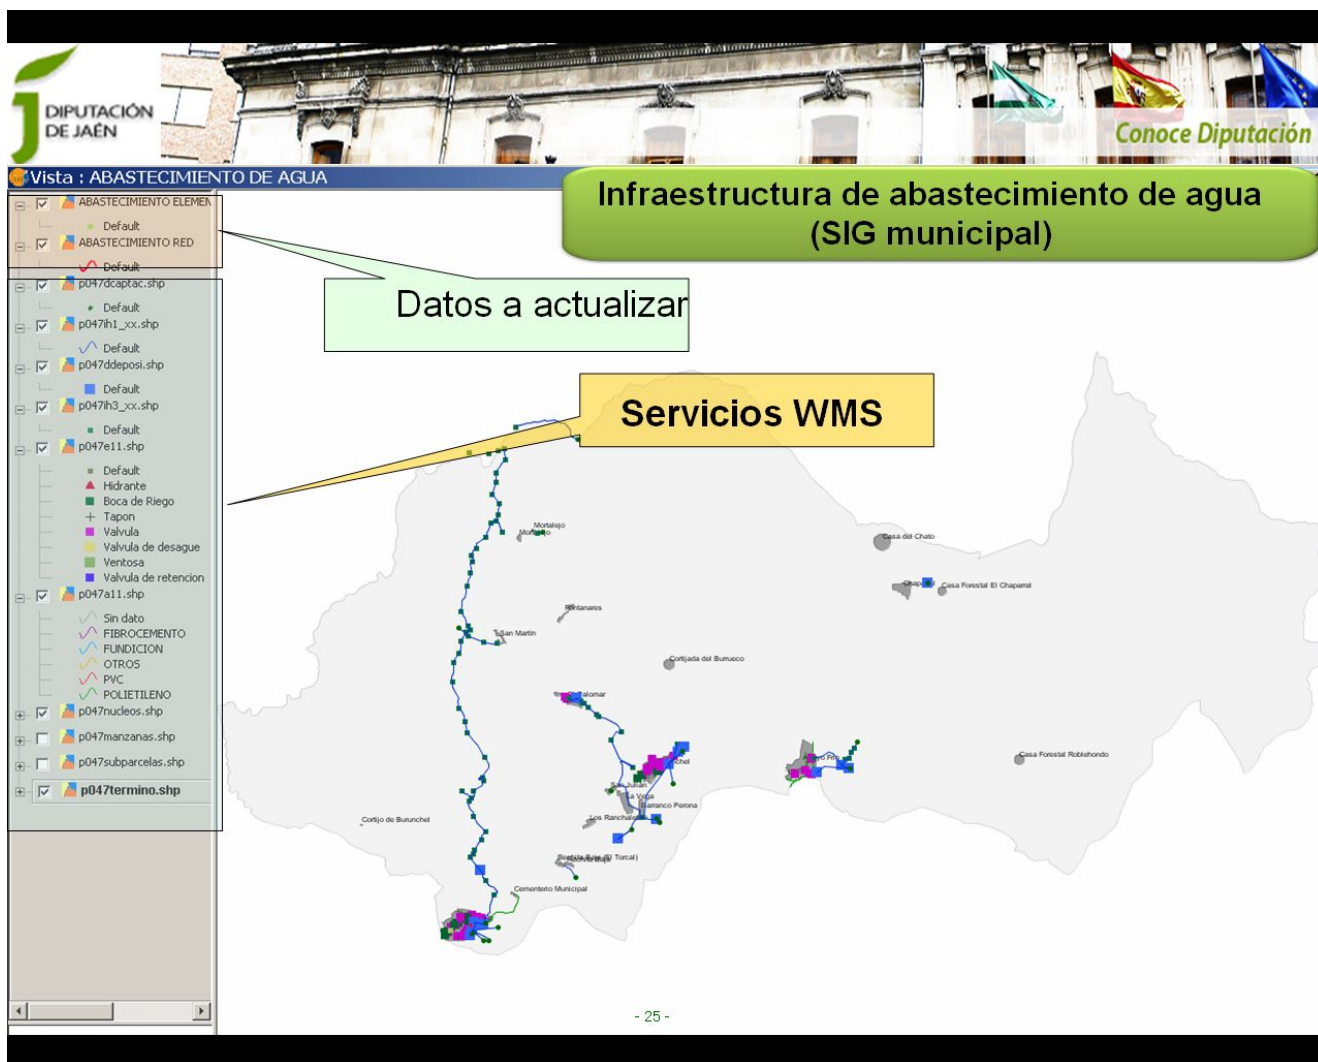 DIPUTACIÓN
DE JAÉN
Conoce Diputación
Vista : ABASTECIMIENTO DE AGUA
Infraestructura de abastecimiento de agua
(SIG municipal)
ABASTECIMIENTO ELEMEN
Default
ABASTECIMIENTO RED
Default
p047dcaptac.shp
Default
p047ih1_xx.shp
Default
p047ddeposi.shp
Default
p047ih3_xx.shp
Default
p047e11.shp
Default
Hidrante
Boca de Riego
Tapon
Valvula
Valvula de desague
Ventosa
Valvula de retencion
p047a11.shp
Sin dato
FIBROCEMENTO
FUNDICION
OTROS
PVC
POLIETILENO
p047nucleos.shp
p047manzanas.shp
p047subparcelas.shp
p047termino.shp
Datos a actualizar
Servicios WMS
Mortalejo
Casa del Chato
Casa Forestal El Chaparral
San Martin
Cortijada del Burrueco
Casa Forestal Roblehondo
La Vega
Barranco Perona
Cortijo de Burunchel
Cementerio Municipal
- 25 -